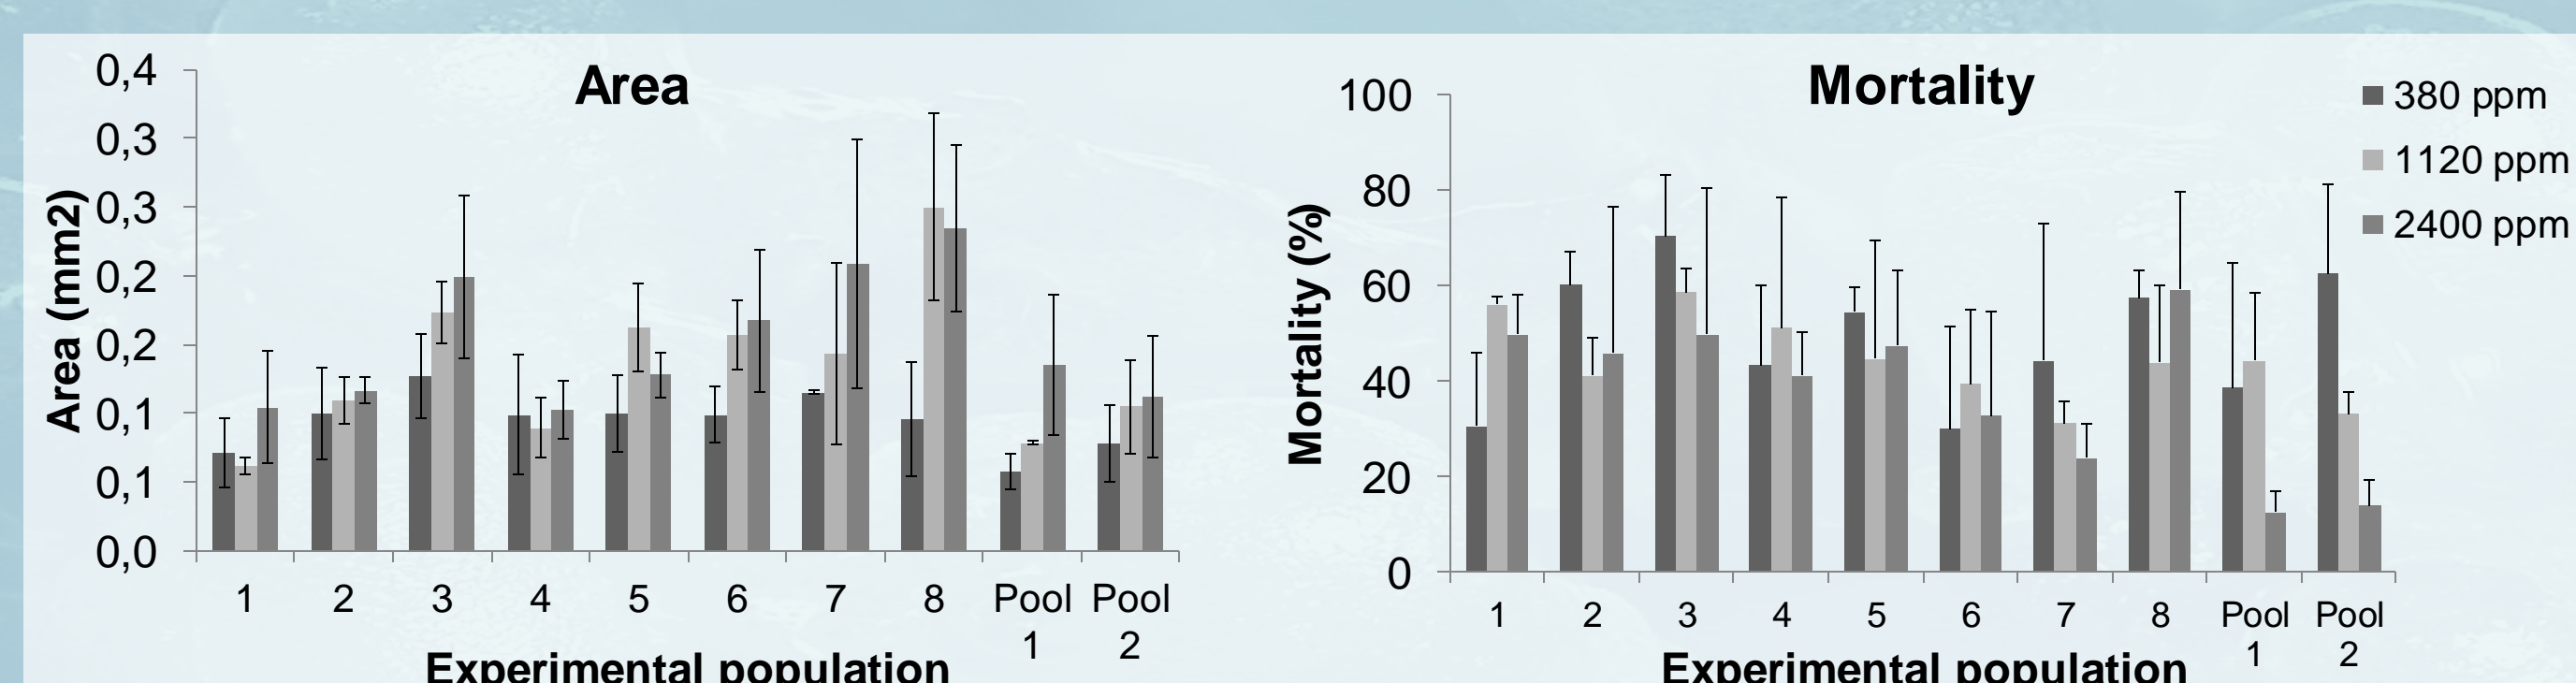 Area
0,4
0,3
0,3
0,2
0,2
0,1
0,1
0,0
Area (mm2)
1 2 3 4 5 6 7 8 Pool 1 Pool 2
Experimental population
Mortality
100
80
60
40
20
0
Mortality (%)
1 2 3 4 5 6 7 8 Pool 1 Pool 2
Experimental population
380 ppm
1120 ppm
2400 ppm